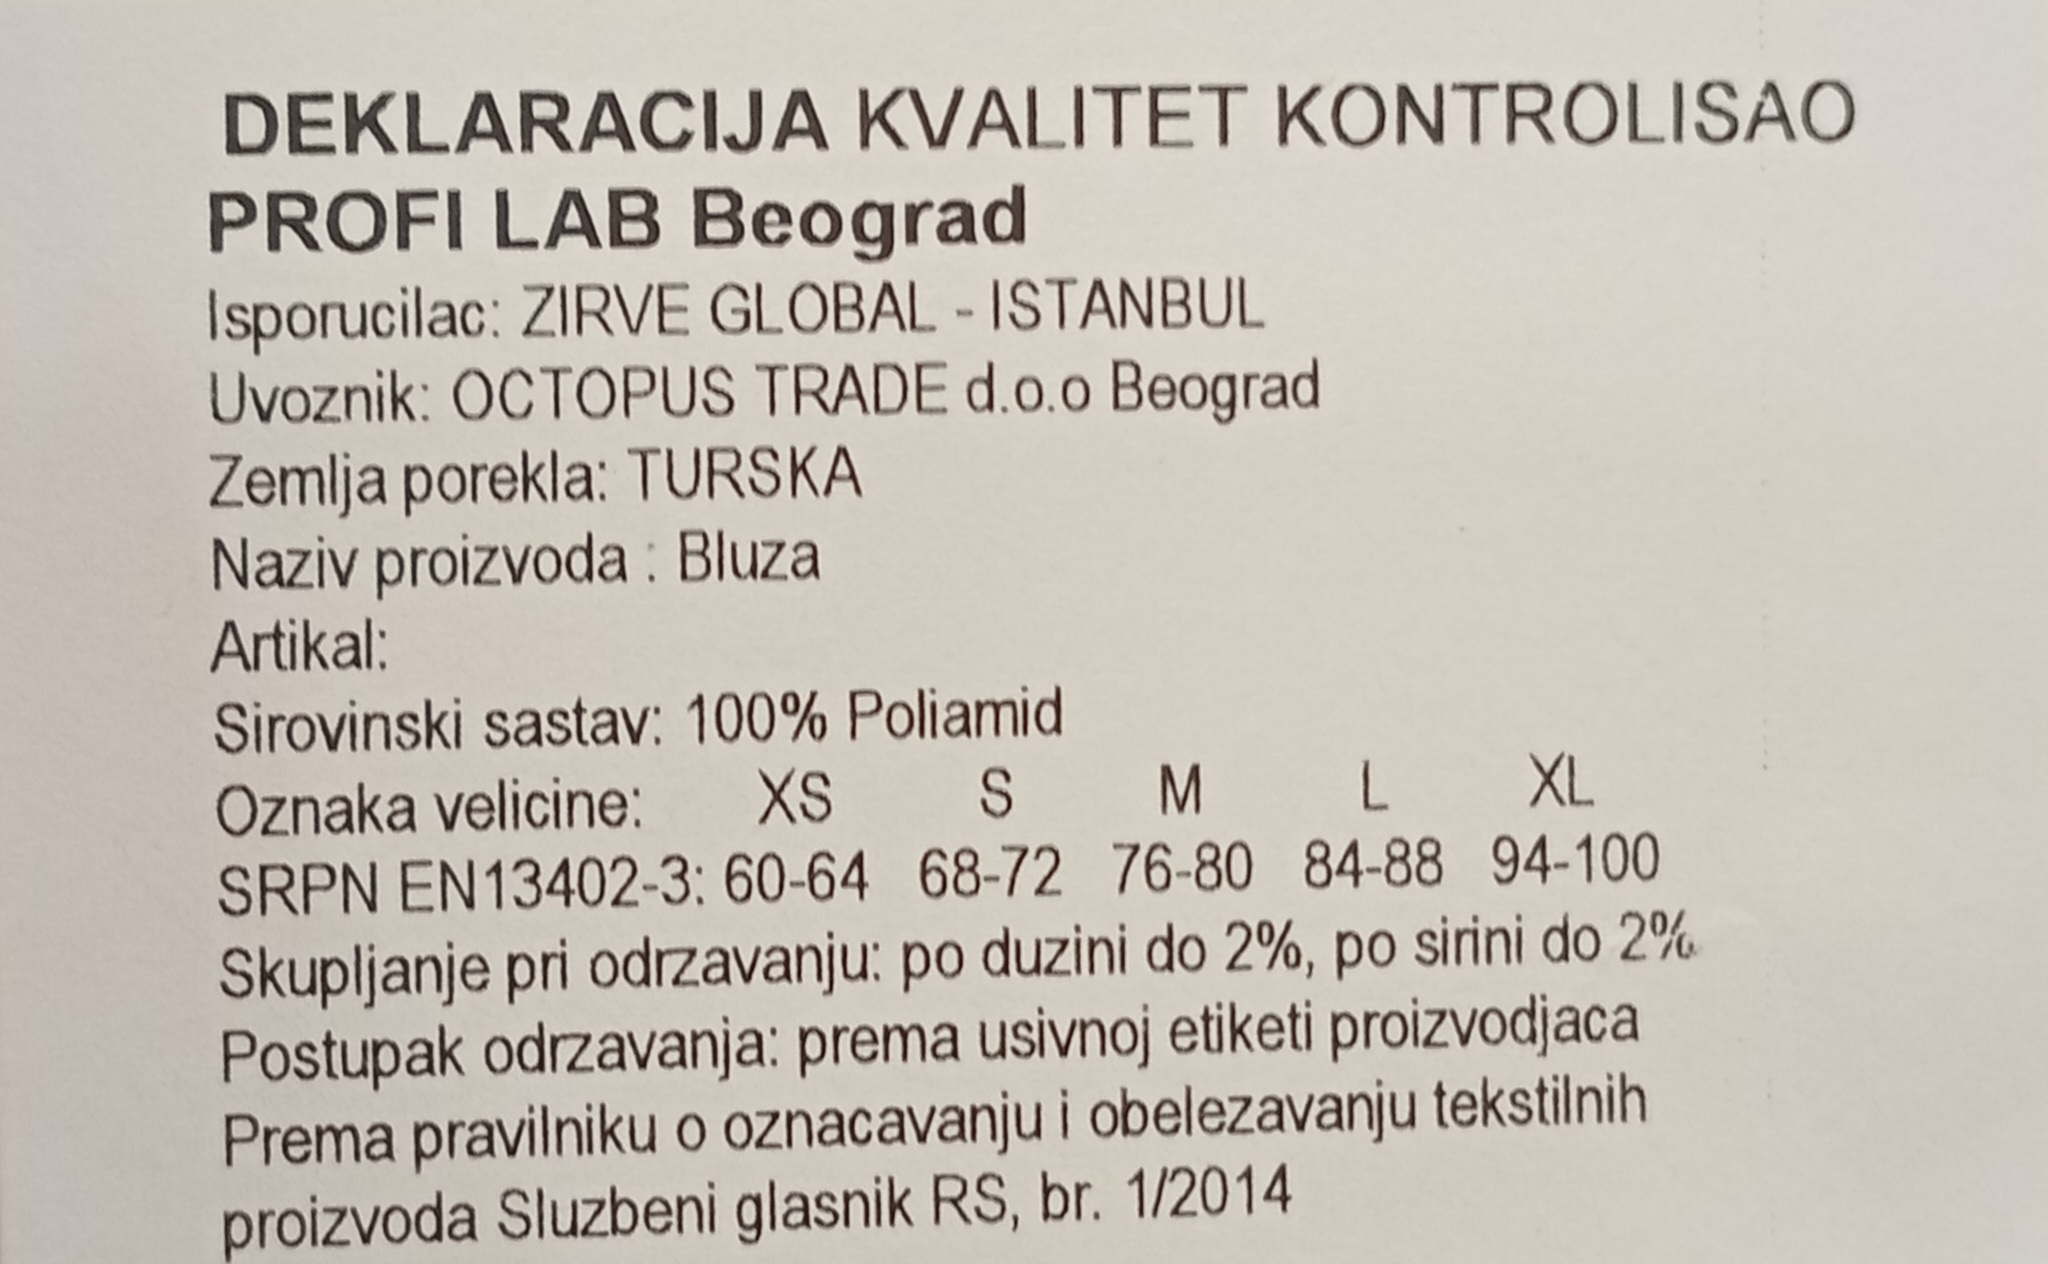 DEKLARACIJA KVALITET KONTROLISAO
PROFI LAB Beograd
Isporucilac: ZIRVE GLOBAL - ISTANBUL
Uvoznik: OCTOPUS TRADE d.o.o Beograd
Zemlja porekla: TURSKA
Naziv proizvoda : Bluza
Artikal:
Sirovinski sastav: 100% Poliamid
Oznaka velicine: XS S M L XL
SRPN EN13402-3: 60-64 68-72 76-80 84-88 94-100
Skupljanje pri odrzavanju: po duzini do 2%, po sirini do 2%
Postupak odrzavanja: prema usivnoj etiketi proizvodjaca
Prema pravilniku o oznacavanju i obelezavanju tekstilnih
proizvoda Sluzbeni glasnik RS, br. 1/2014